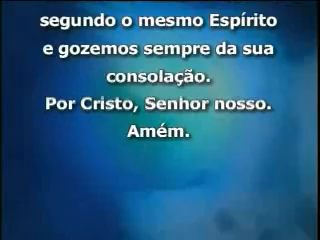 segundo o mesmo Espírito
e gozemos sempre da sua
consolação.
Por Cristo, Senhor nosso.
Amém.